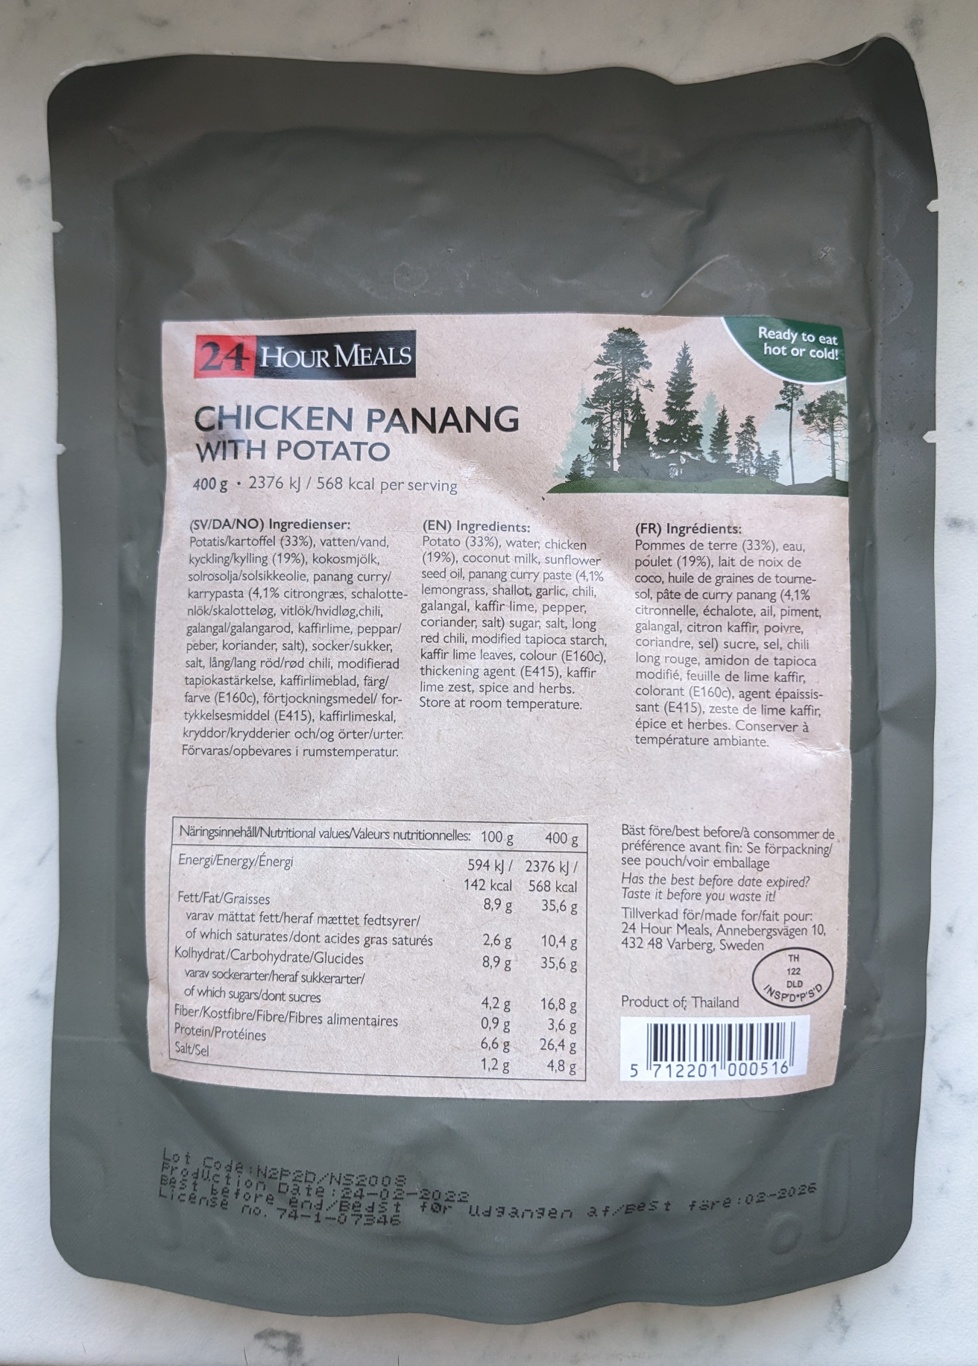 24 HOUR MEALS
Ready to eat
hot or cold!
CHICKEN PANANG
WITH POTATO
400 g • 2376 kJ / 568 kcal per serving
(SV/DA/NO) Ingredienser:
Potatis/kartoffel (33%), vatten/vand,
kyckling/kylling (19%), kokosmjölk,
solrosolja/solsikkeolie, panang curry/
karrypasta (4,1% citrongræs, schalotte-
nlök/skalotteløg, vitlök/hvidløg,chili,
galangal/galangarod, kaffirlime, peppar/
peber, koriander, salt), socker/sukker,
salt, lång/lang röd/rød chili, modifierad
tapiokastärkelse, kaffirlimeblad, färg/
farve (E160c), förtjockningsmedel/ for-
tykkelsesmiddel (E415), kaffirlimeskal,
kryddor/krydderier och/og örter/urter.
Förvaras/opbevares i rumstemperatur.
(EN) Ingredients:
Potato (33%), water, chicken
(19%), coconut milk, sunflower
seed oil, panang curry paste (4,1%
lemongrass, shallot, garlic, chili,
galangal, kaffir lime, pepper,
coriander, salt) sugar, salt, long
red chili, modified tapioca starch,
kaffir lime leaves, colour (E160c),
thickening agent (E415), kaffir
lime zest, spice and herbs.
Store at room temperature.
(FR) Ingrédients:
Pommes de terre (33%), eau,
poulet (19%), lait de noix de
coco, huile de graines de tourne-
sol, pâte de curry panang (4,1%
citronnelle, échalote, ail, piment,
galangal, citron kaffir, poivre,
coriandre, sel) sucre, sel, chili
long rouge, amidon de tapioca
modifié, feuille de lime kaffir,
colorant (E160c), agent épaissis-
sant (E415), zeste de lime kaffir,
épice et herbes. Conserver à
température ambiante.
Näringsinnehåll/Nutritional values/Valeurs nutritionnelles: 100 g 400 g
Energi/Energy/Énergi 594 kJ / 2376 kJ /
142 kcal 568 kcal
Fett/Fat/Graisses 8,9 g 35,6 g
varav mättat fett/heraf mættet fedtsyrer/
of which saturates/dont acides gras saturés 2,6 g 10,4 g
Kolhydrat/Carbohydrate/Glucides 8,9 g 35,6 g
varav sockerarter/heraf sukkerarter/
of which sugars/dont sucres 4,2 g 16,8 g
Fiber/Kostfibre/Fibre/Fibres alimentaires 0,9 g 3,6 g
Protein/Protéines 6,6 g 26,4 g
Salt/Sel 1,2 g 4,8 g
Bäst före/best before/à consommer de
préférence avant fin: Se förpackning/
see pouch/voir emballage
Has the best before date expired?
Taste it before you waste it!
Tillverkad för/made for/fait pour:
24 Hour Meals, Annebergsvägen 10,
432 48 Varberg, Sweden
TH
122
DLD
INSP'D•P'S'D
Product of; Thailand
5 712201 000516
Lot Code:N2P2D/NS2008
Production Date:24-02-2022
Best before end/Bedst før udgangen af/Best före:02-2026
License no. 74-1-07346